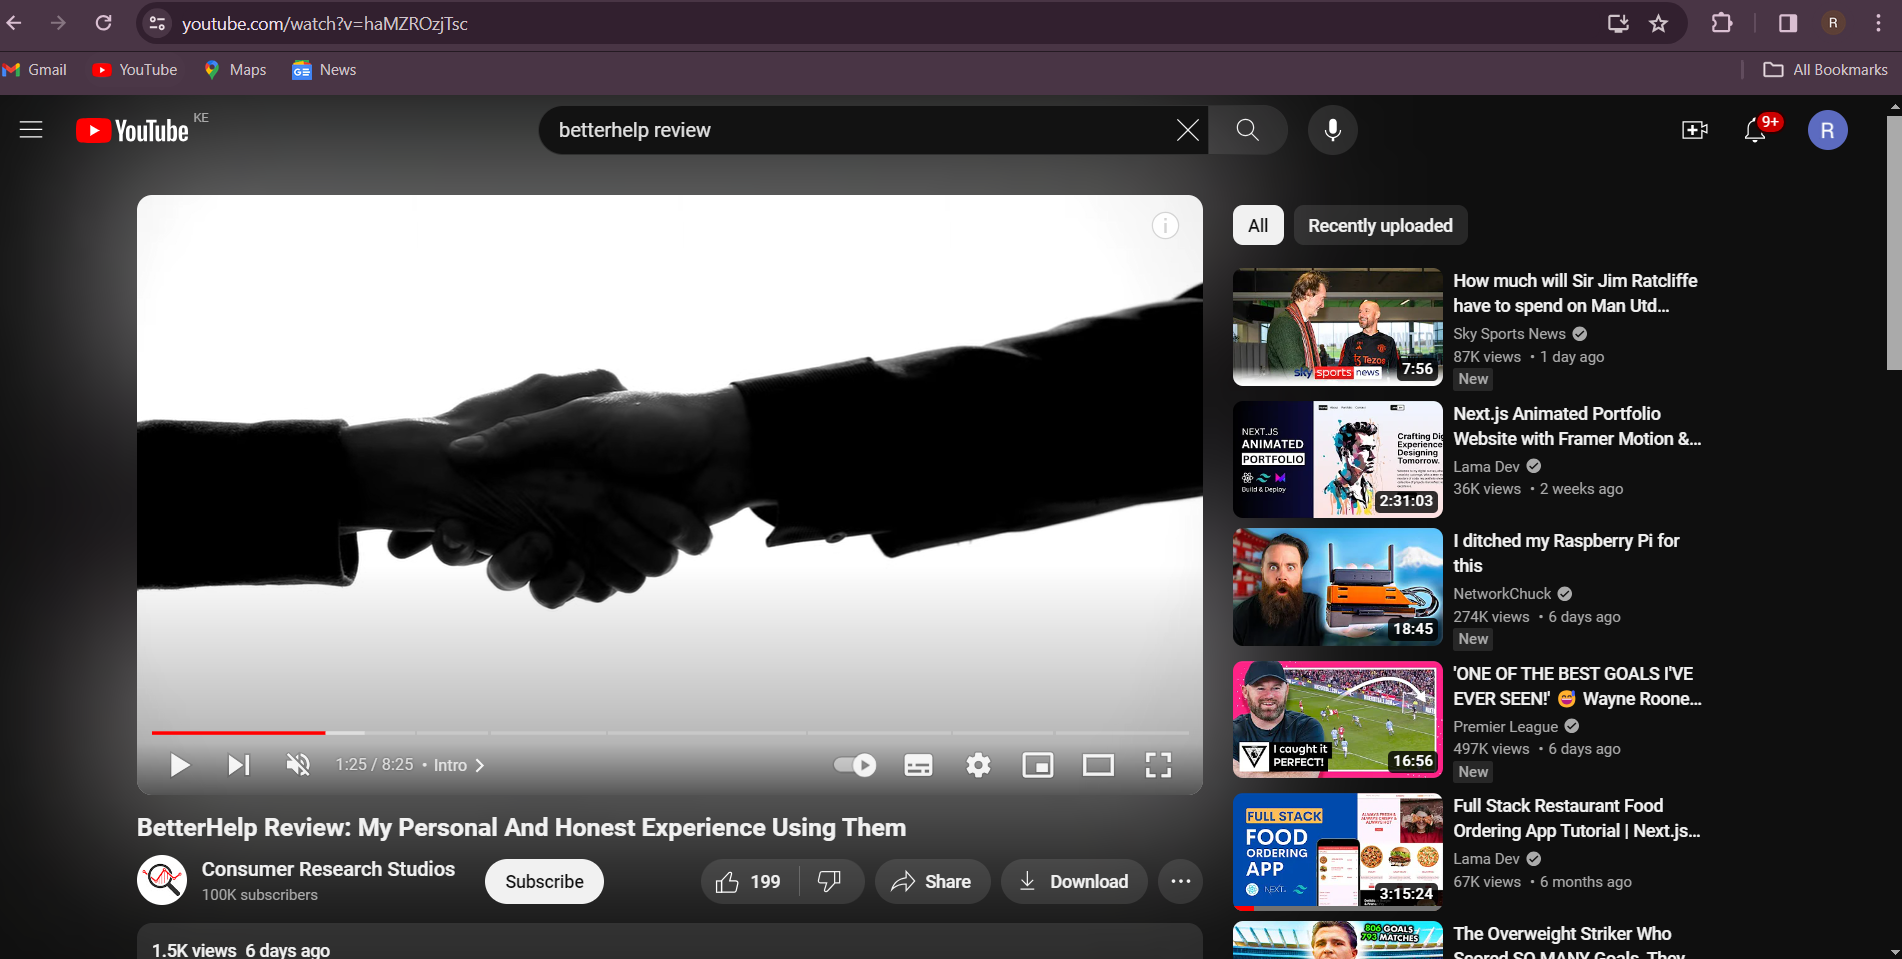 youtube.com/watch?v=haMZROzjTsc
R
Gmail
YouTube
Maps
News
All Bookmarks
YouTube KE
betterhelp review
9+
R
All
Recently uploaded
sky sports news
TEZOS
7:56
How much will Sir Jim Ratcliffe
have to spend on Man Utd...
Sky Sports News
87K views • 1 day ago
New
NEXT.JS
ANIMATED
PORTFOLIO
Build & Deploy
Crafting Dig
Experience
Designing
Tomorrow.
2:31:03
Next.js Animated Portfolio
Website with Framer Motion &...
Lama Dev
36K views • 2 weeks ago
18:45
I ditched my Raspberry Pi for
this
NetworkChuck
274K views • 6 days ago
New
I caught it
PERFECT!
16:56
'ONE OF THE BEST GOALS I'VE
EVER SEEN!' 😅 Wayne Roone...
Premier League
497K views • 6 days ago
New
FULL STACK
FOOD
ORDERING
APP
NEXT.
3:15:24
Full Stack Restaurant Food
Ordering App Tutorial | Next.js...
Lama Dev
67K views • 6 months ago
806 GOALS
793 MATCHES
The Overweight Striker Who
Scored SO MANY Goals, They
1:25 / 8:25 • Intro
BetterHelp Review: My Personal And Honest Experience Using Them
Consumer Research Studios
100K subscribers
Subscribe
199
Share
Download
1.5K views 6 days ago